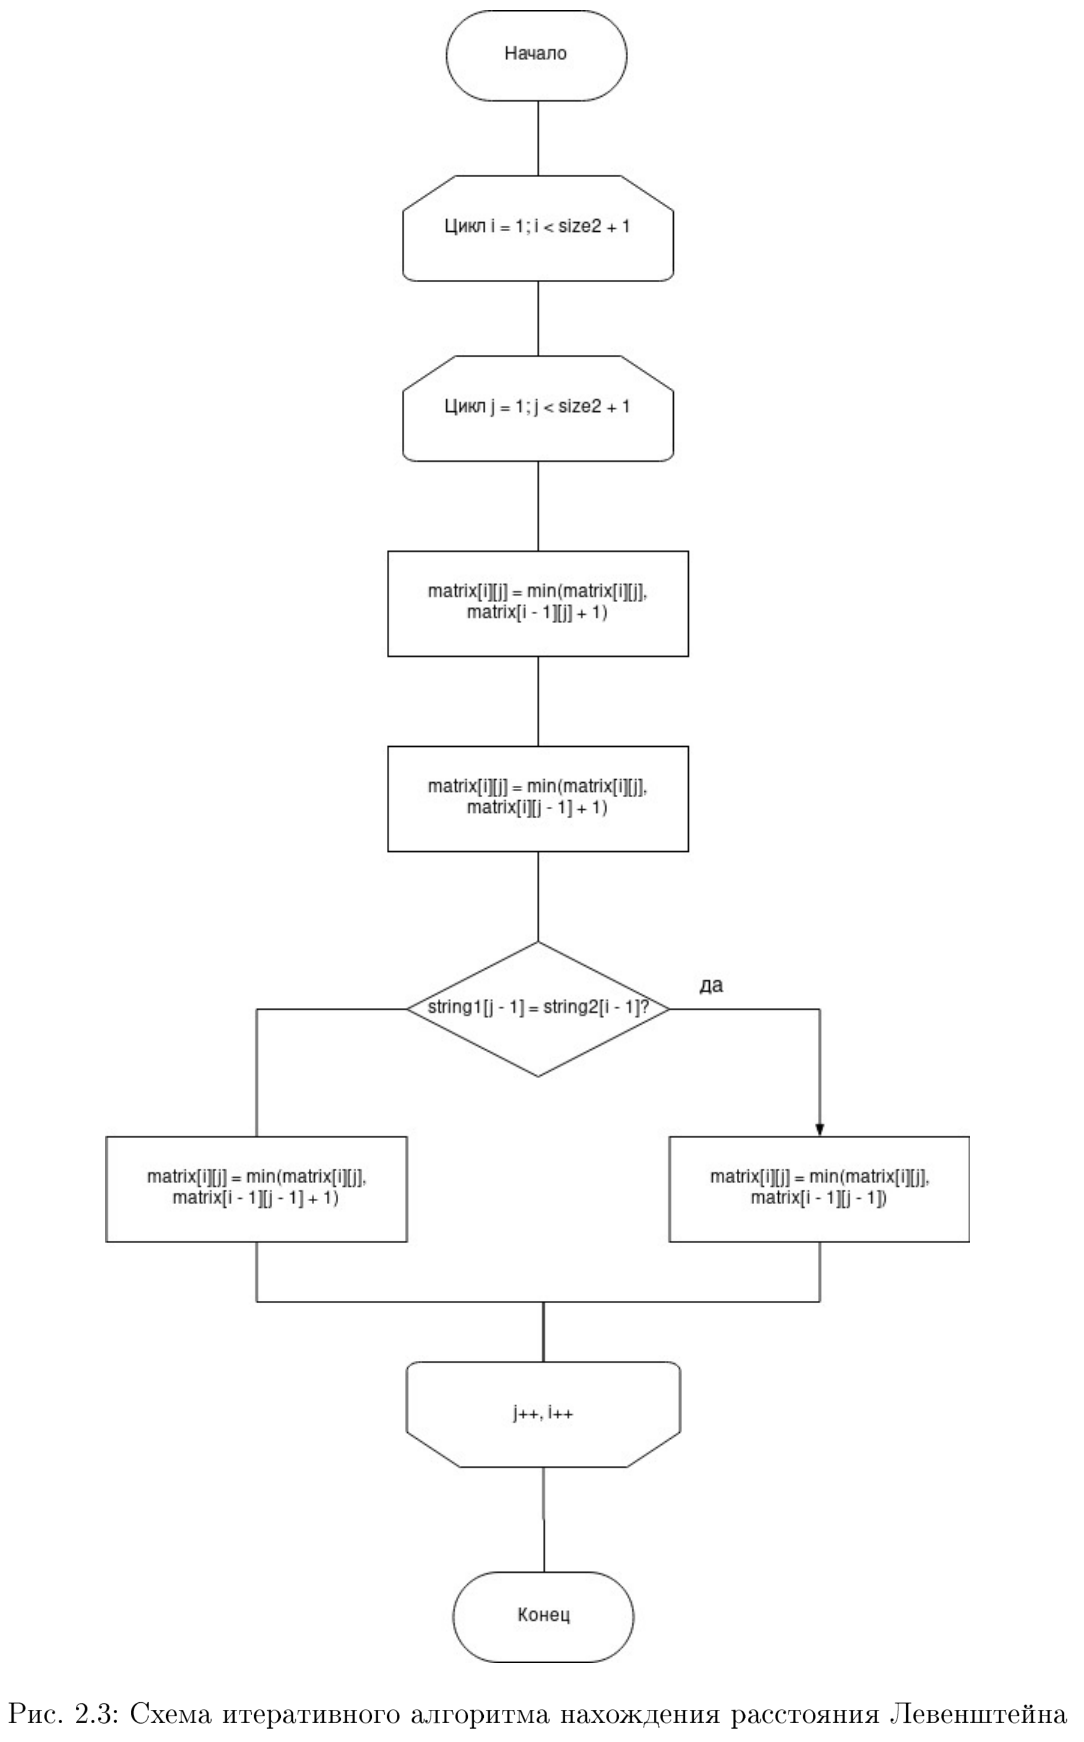 Начало
Цикл i = 1; i < size2 + 1
Цикл j = 1; j < size2 + 1
matrix[i][j] = min(matrix[i][j],
matrix[i - 1][j] + 1)
matrix[i][j] = min(matrix[i][j],
matrix[i][j - 1] + 1)
string1[j - 1] = string2[i - 1]?
да
matrix[i][j] = min(matrix[i][j],
matrix[i - 1][j - 1] + 1)
matrix[i][j] = min(matrix[i][j],
matrix[i - 1][j - 1])
j++, i++
Конец
Рис. 2.3: Схема итеративного алгоритма нахождения расстояния Левенштейна